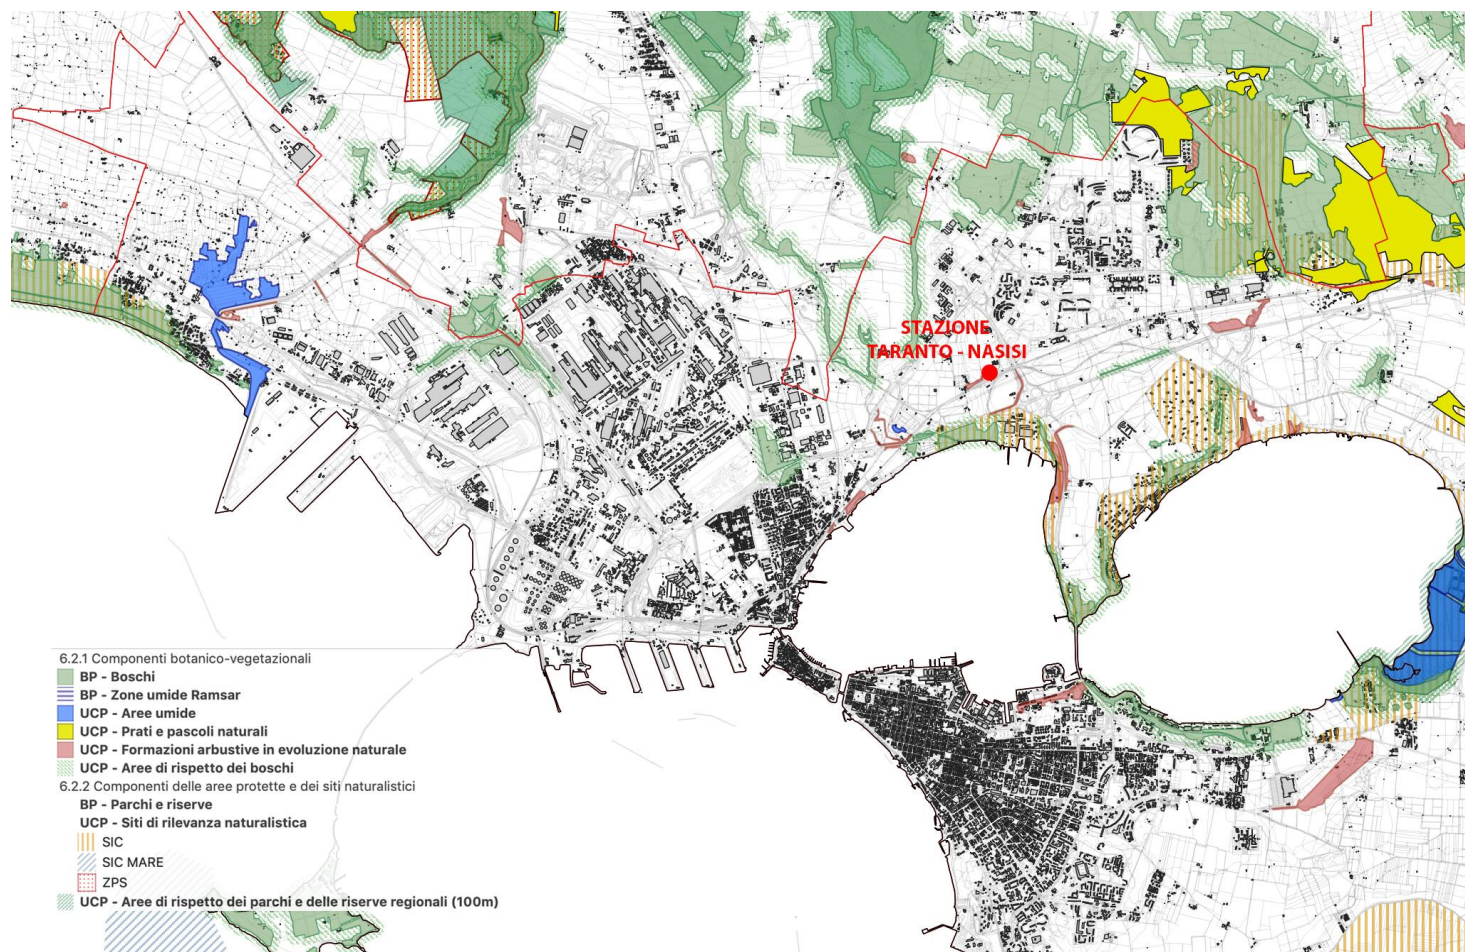 STAZIONE
TARANTO - NASISI
6.2.1 Componenti botanico-vegetazionali
BP - Boschi
BP - Zone umide Ramsar
UCP - Aree umide
UCP - Prati e pascoli naturali
UCP - Formazioni arbustive in evoluzione naturale
UCP - Aree di rispetto dei boschi
6.2.2 Componenti delle aree protette e dei siti naturalistici
BP - Parchi e riserve
UCP - Siti di rilevanza naturalistica
SIC
SIC MARE
ZPS
UCP - Aree di rispetto dei parchi e delle riserve regionali (100m)